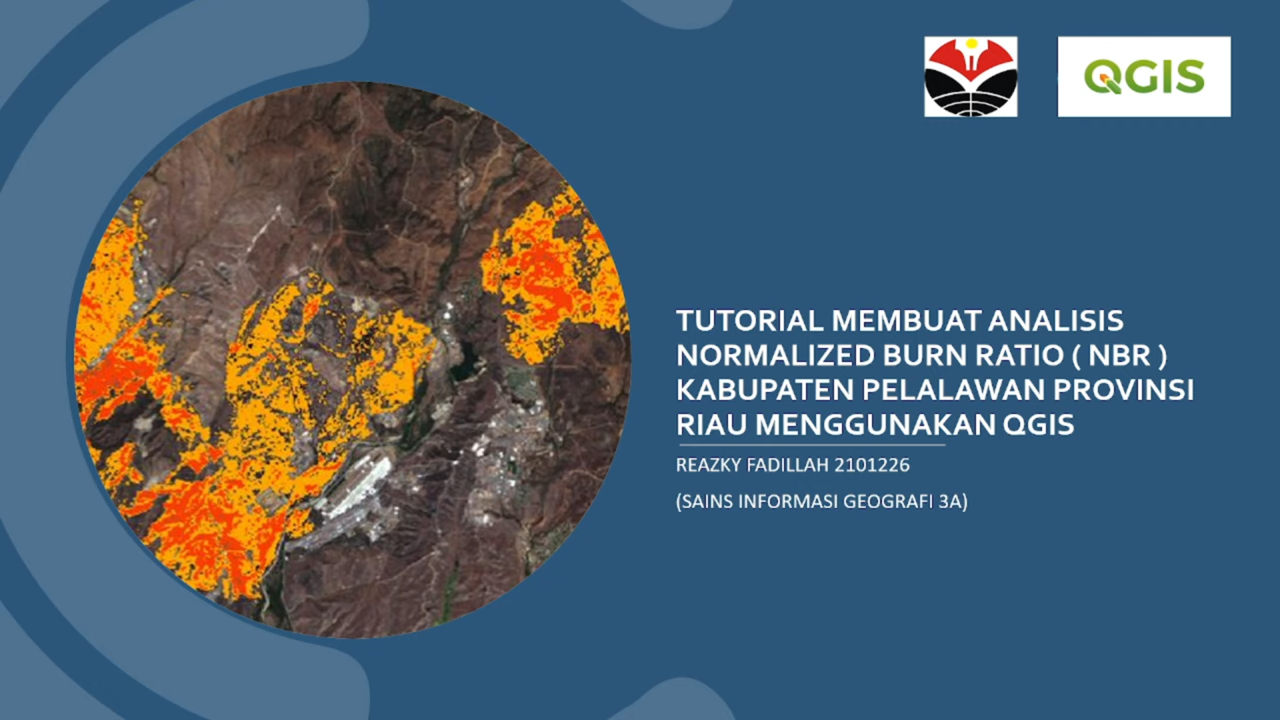 QGIS
TUTORIAL MEMBUAT ANALISIS
NORMALIZED BURN RATIO ( NBR )
KABUPATEN PELALAWAN PROVINSI
RIAU MENGGUNAKAN QGIS
REAZKY FADILLAH 2101226
(SAINS INFORMASI GEOGRAFI 3A)